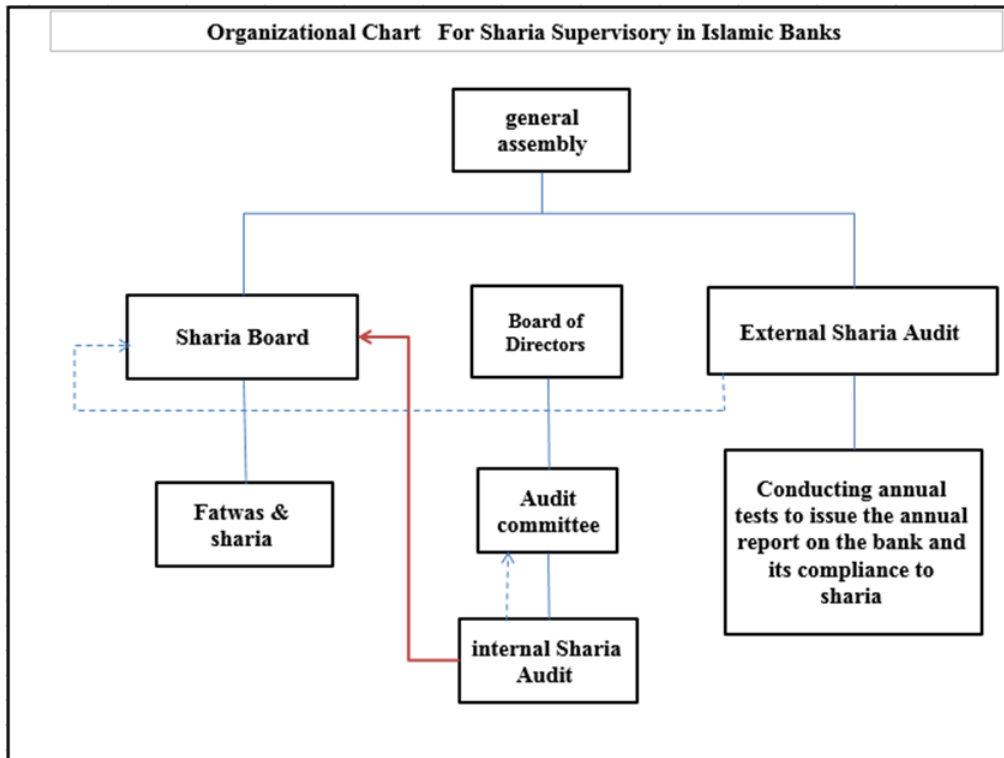 Organizational Chart For Sharia Supervisory in Islamic Banks
general
assembly
Sharia Board
Board of
Directors
External Sharia Audit
Fatwas &
sharia
Audit
committee
Conducting annual
tests to issue the annual
report on the bank and
its compliance to
sharia
internal Sharia
Audit